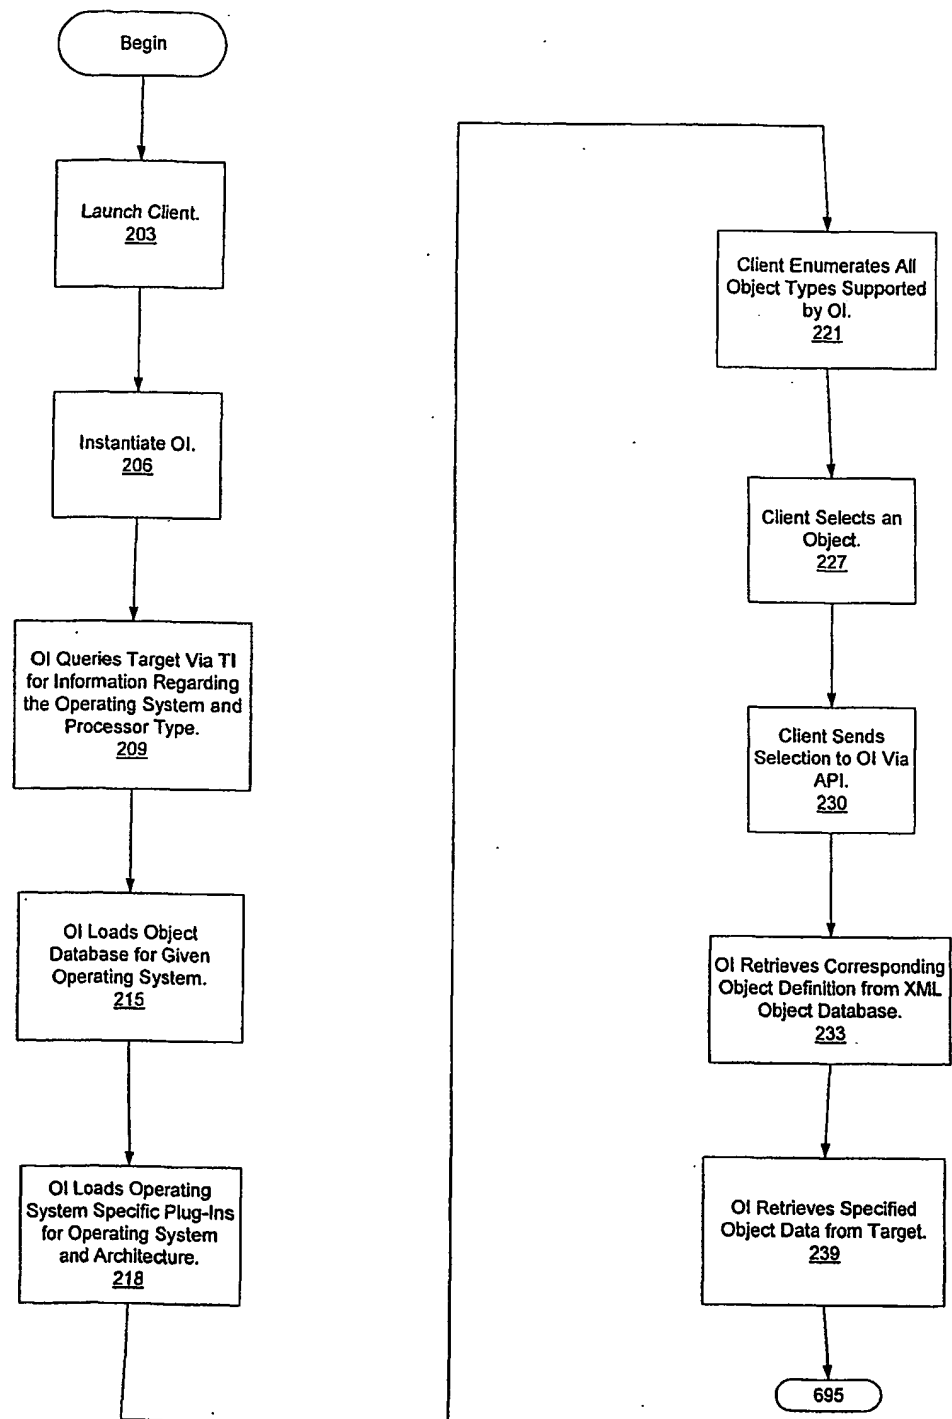 Begin
Launch Client.
203
Instantiate OI.
206
OI Queries Target Via TI
for Information Regarding
the Operating System and
Processor Type.
209
OI Loads Object
Database for Given
Operating System.
215
OI Loads Operating
System Specific Plug-Ins
for Operating System
and Architecture.
218
Client Enumerates All
Object Types Supported
by OI.
221
Client Selects an
Object.
227
Client Sends
Selection to OI Via
API.
230
OI Retrieves Corresponding
Object Definition from XML
Object Database.
233
OI Retrieves Specified
Object Data from Target.
239
695